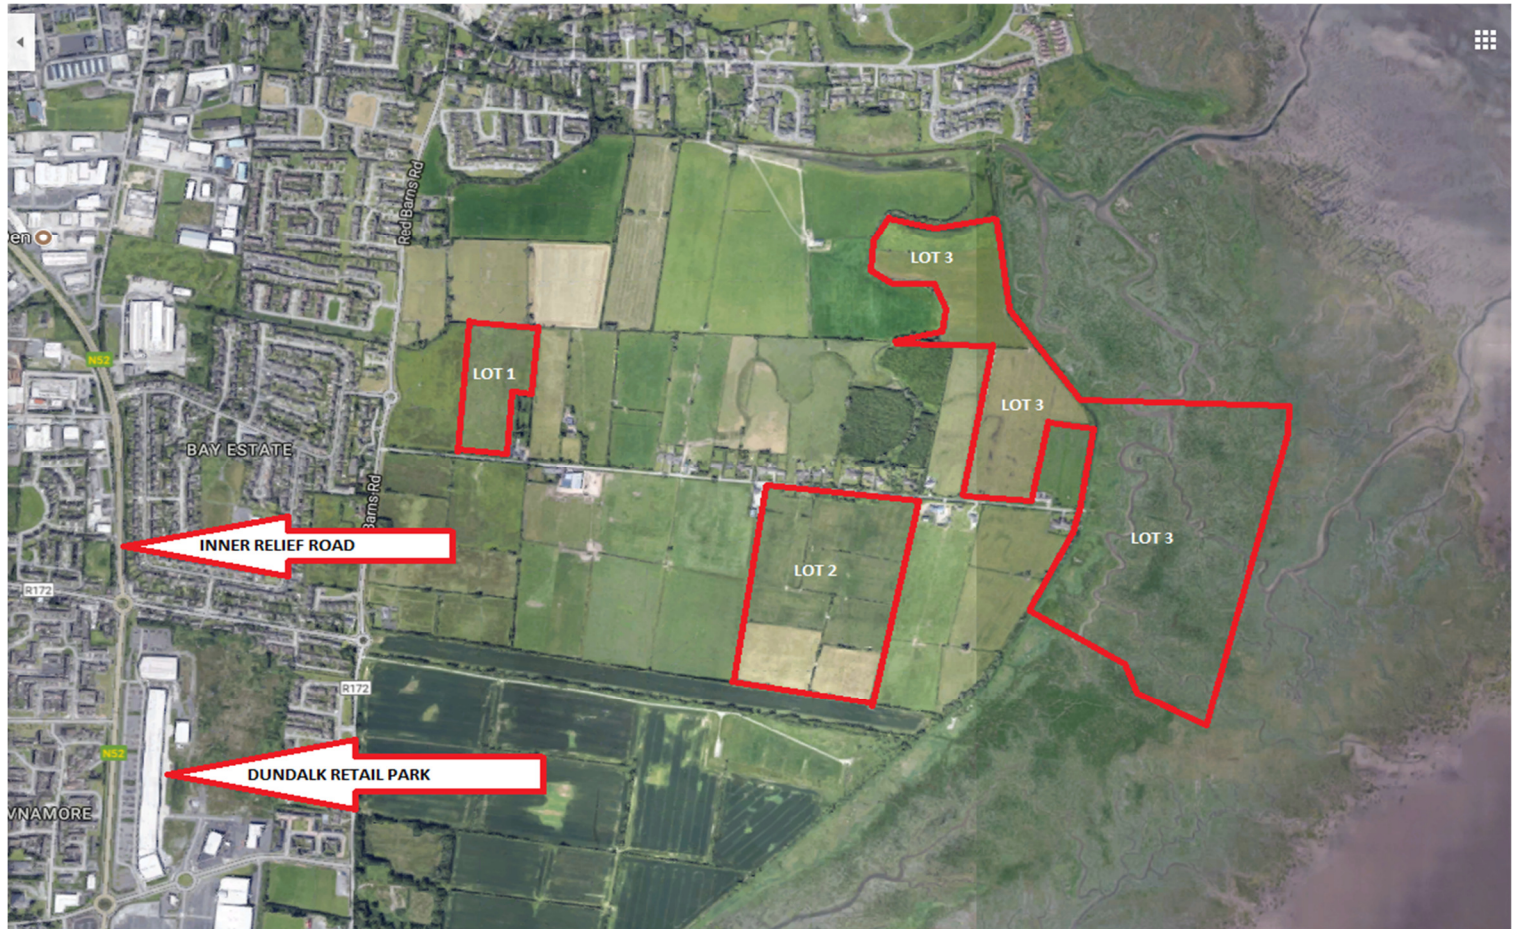 Red Barns Rd
en
LOT 3
N52
LOT 1
LOT 3
BAY ESTATE
Barns Rd
INNER RELIEF ROAD
LOT 3
LOT 2
R172
R172
N52
DUNDALK RETAIL PARK
VNAMORE